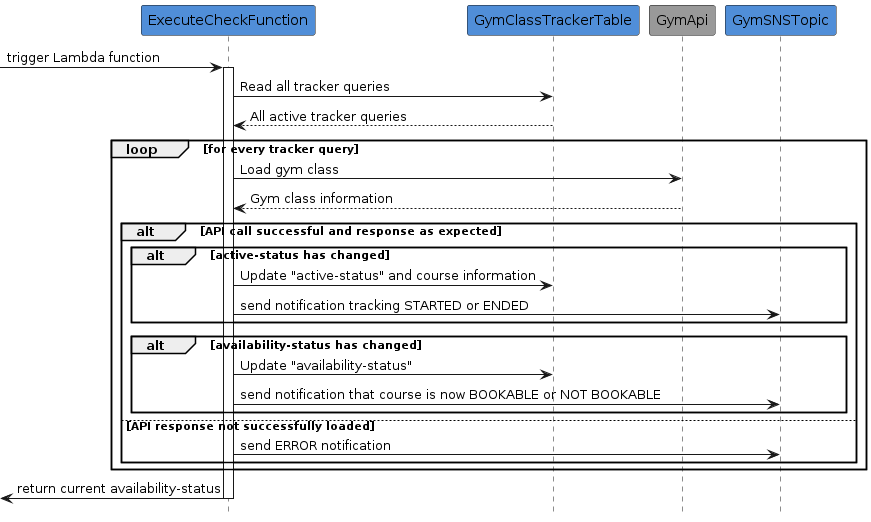 ExecuteCheckFunction GymClassTrackerTable GymApi GymSNSTopic
trigger Lambda function
Read all tracker queries
All active tracker queries
loop [for every tracker query]
Load gym class
Gym class information
alt [API call successful and response as expected]
alt [active-status has changed]
Update "active-status" and course information
send notification tracking STARTED or ENDED
alt [availability-status has changed]
Update "availability-status"
send notification that course is now BOOKABLE or NOT BOOKABLE
[API response not successfully loaded]
send ERROR notification
return current availability-status